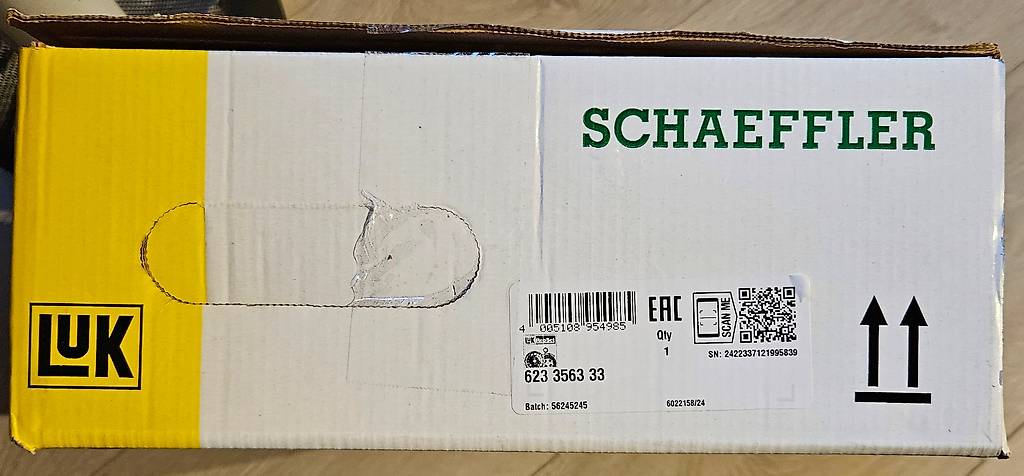 SCHAEFFLER
LUK
4 005108 954985
EAC
Qty
1
SCAN ME
SN: 2422337121995839
623 3563 33
Batch: 56245245
6022158/24